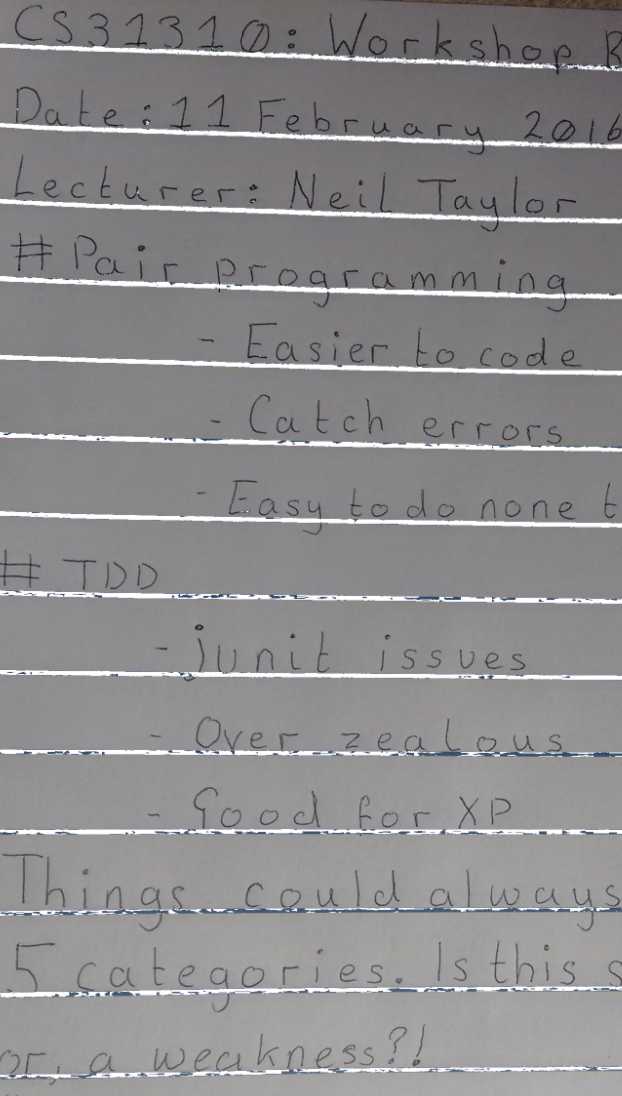 CS31310: Workshop
Date: 11 February 2016
Lecturer: Neil Taylor
# Pair programming
- Easier to code
- Catch errors
- Easy to do none
# TDD
- junit issues
- Over zealous
- Good for XP
Things could always
5 categories. Is this
or, a weakness?!